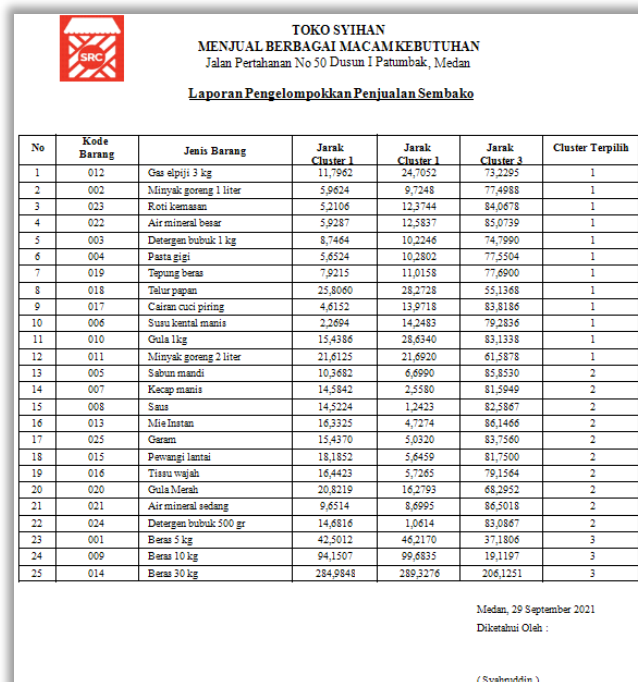 SRC
TOKO SYIHAN
MENJUAL BERBAGAI MACAM KEBUTUHAN
Jalan Pertahanan No 50 Dusun I Patumbak, Medan
Laporan Pengelompokkan Penjualan Sembako
No Kode Barang Jenis Barang Jarak Cluster 1 Jarak Cluster 1 Jarak Cluster 3 Cluster Terpilih
1 012 Gas elpiji 3 kg 11,7962 24,7052 73,2295 1
2 002 Minyak goreng 1 liter 5,9624 9,7248 77,4988 1
3 023 Roti kemasan 5,2106 12,3744 84,0678 1
4 022 Air mineral besar 5,9287 12,5837 85,0739 1
5 003 Detergen bubuk 1 kg 8,7464 10,2246 74,7990 1
6 004 Pasta gigi 5,6524 10,2802 77,5504 1
7 019 Tepung beras 7,9215 11,0158 77,6900 1
8 018 Telur papan 25,8060 28,2728 55,1368 1
9 017 Cairan cuci piring 4,6152 13,9718 83,8186 1
10 006 Susu kental manis 2,2694 14,2483 79,2836 1
11 010 Gula 1kg 15,4386 28,6340 83,1338 1
12 011 Minyak goreng 2 liter 21,6125 21,6920 61,5878 1
13 005 Sabun mandi 10,3682 6,6990 85,8530 2
14 007 Kecap manis 14,5842 2,5580 81,5949 2
15 008 Saus 14,5224 1,2423 82,5867 2
16 013 Mie Instan 16,3325 4,7274 86,1466 2
17 025 Garam 15,4370 5,0320 83,7560 2
18 015 Pewangi lantai 18,1852 5,6459 81,7500 2
19 016 Tissu wajah 16,4423 5,7265 79,1564 2
20 020 Gula Merah 20,8219 16,2793 68,2952 2
21 021 Air mineral sedang 9,6514 8,6995 86,5018 2
22 024 Detergen bubuk 500 gr 14,6816 1,0614 83,0867 2
23 001 Beras 5 kg 42,5012 46,2170 37,1806 3
24 009 Beras 10 kg 94,1507 99,6835 19,1197 3
25 014 Beras 30 kg 284,9848 289,3276 206,1251 3
Medan, 29 September 2021
Diketahui Oleh :
( Syahruddin )